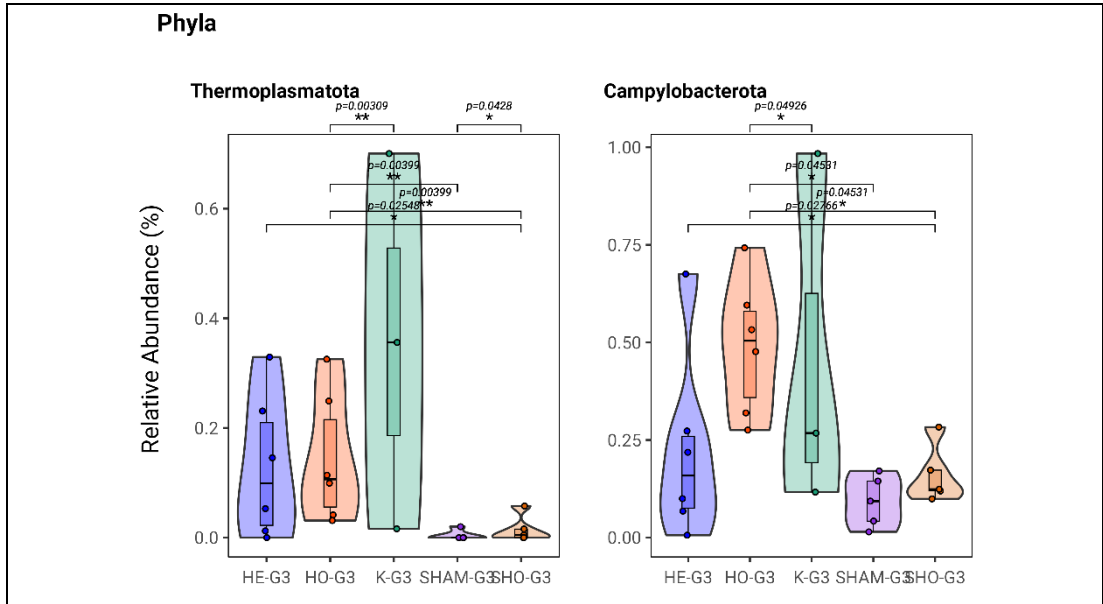 Phyla
Thermoplasmatota
Campylobacterota
p=0.00309
**
p=0.0428
*
p=0.04926
*
p=0.00399
**
p=0.00399
**
p=0.02548
*
p=0.04531
*
p=0.04531
*
p=0.02766
*
Relative Abundance (%)
0.6
0.4
0.2
0.0
1.00
0.75
0.50
0.25
0.00
HE-G3 HO-G3 K-G3 SHAM-G3 SHO-G3
HE-G3 HO-G3 K-G3 SHAM-G3 SHO-G3